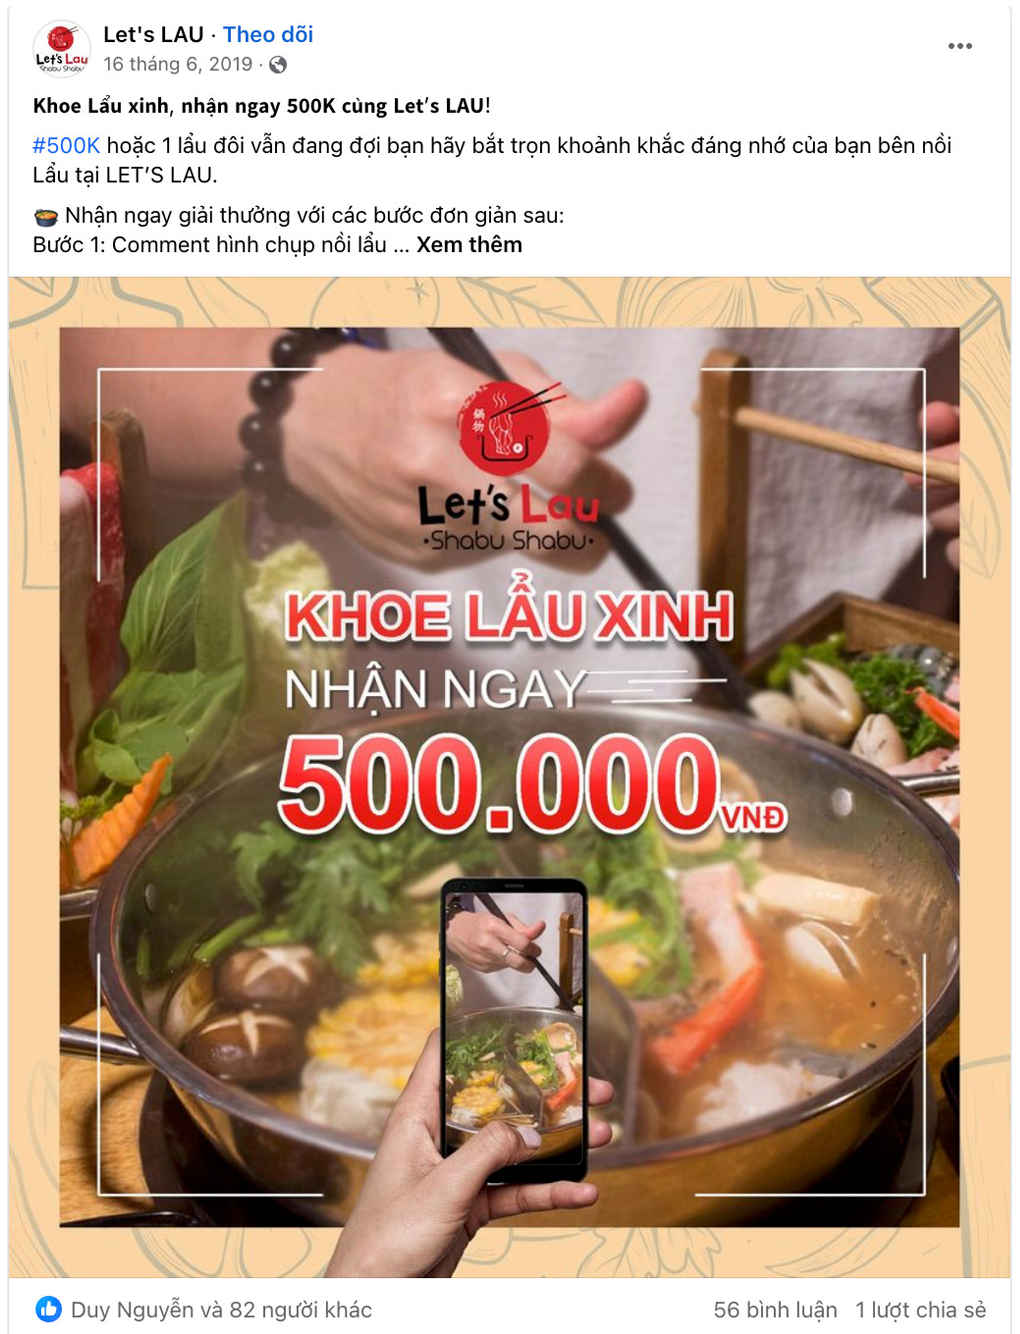 Let's LAU · Theo dõi
16 tháng 6, 2019 ·
Khoe Lẩu xinh, nhận ngay 500K cùng Let's LAU!
#500K hoặc 1 lẩu đôi vẫn đang đợi bạn hãy bắt trọn khoảnh khắc đáng nhớ của bạn bên nồi
Lẩu tại LET'S LAU.
🍲 Nhận ngay giải thưởng với các bước đơn giản sau:
Bước 1: Comment hình chụp nồi lẩu ... Xem thêm
鍋物
Let's Lau
•Shabu Shabu•
KHOE LẨU XINH
NHẬN NGAY
500.000 VNĐ
Duy Nguyễn và 82 người khác
56 bình luận 1 lượt chia sẻ